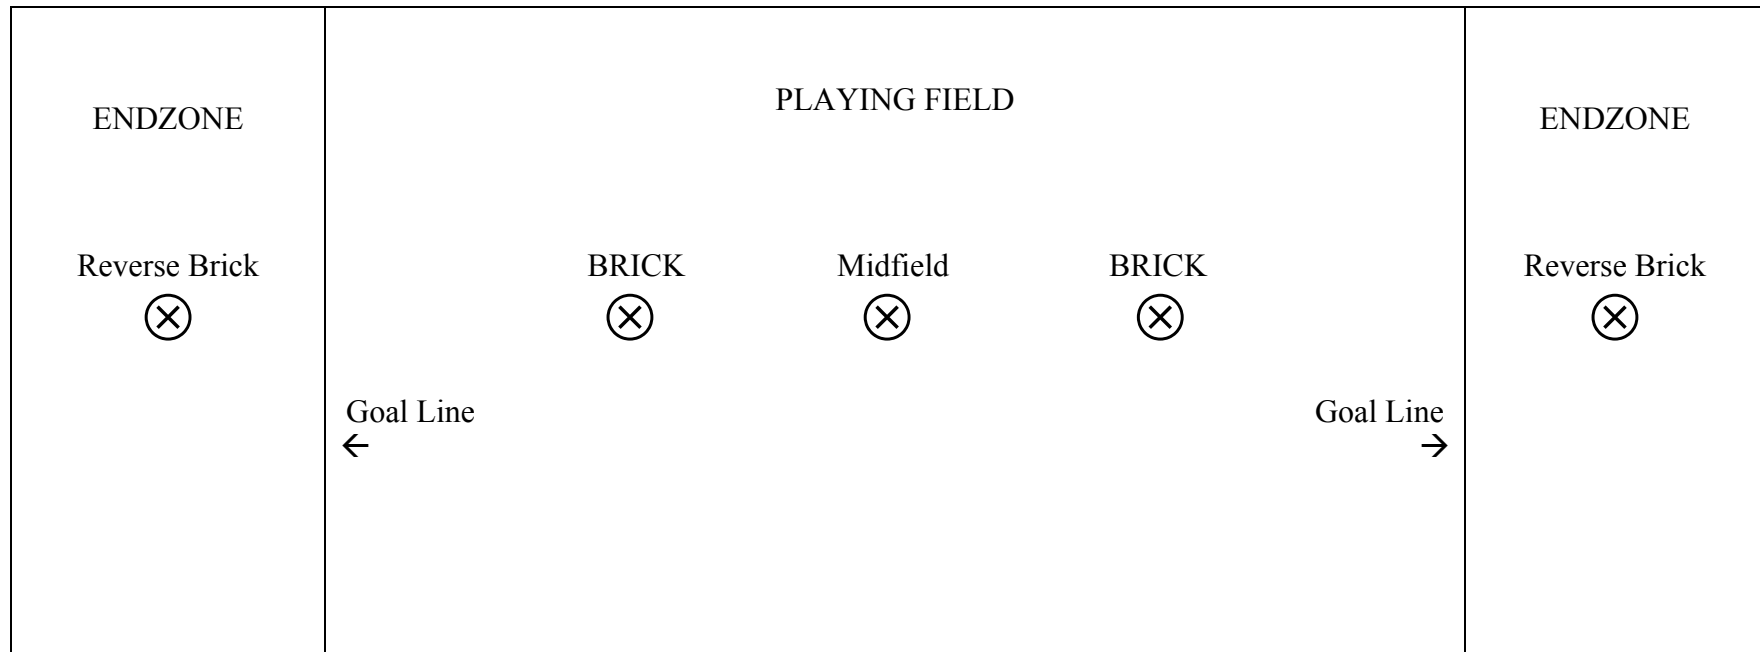 PLAYING FIELD
ENDZONE
ENDZONE
Reverse Brick
BRICK
Midfield
BRICK
Reverse Brick
Goal Line
Goal Line